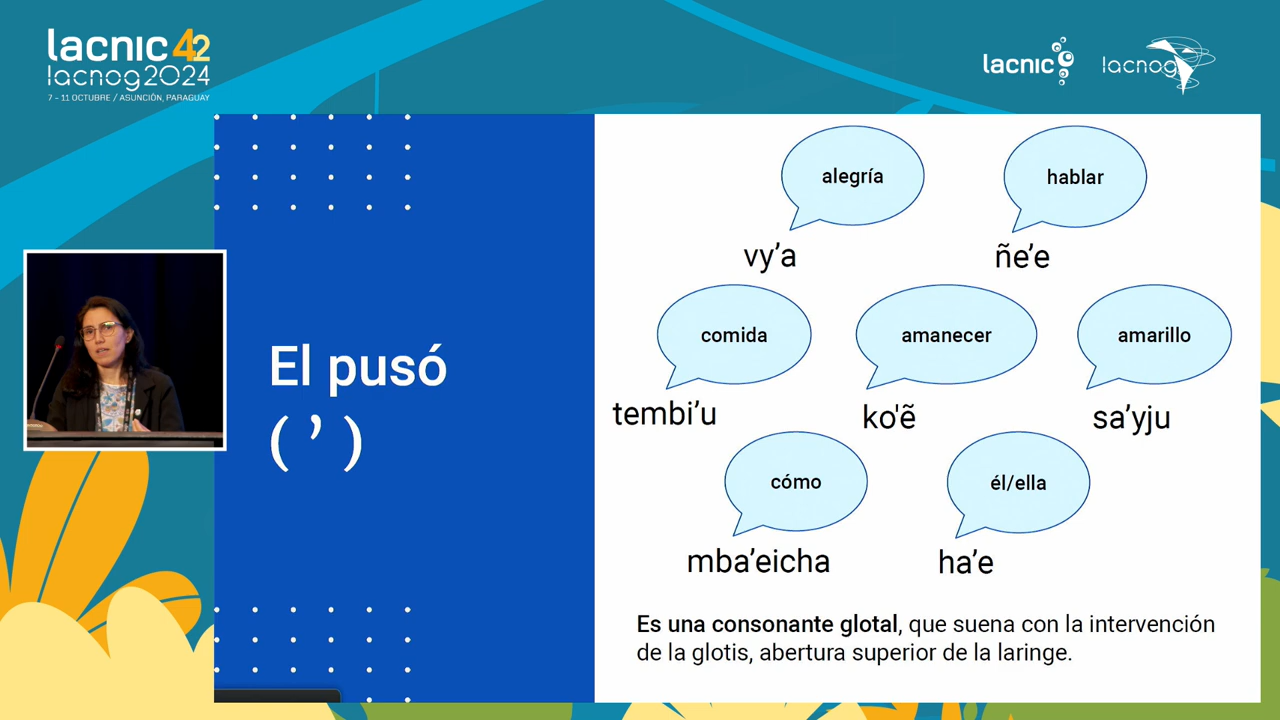 lacnic 42
lacnog2024
7 - 11 OCTUBRE / ASUNCIÓN, PARAGUAY
lacnic
lacnog
El pusó
( ’ )
alegría
hablar
vy’a
ñe’e
comida
amanecer
amarillo
tembi’u
ko'ẽ
sa’yju
cómo
él/ella
mba’eicha
ha’e
Es una consonante glotal, que suena con la intervención
de la glotis, abertura superior de la laringe.